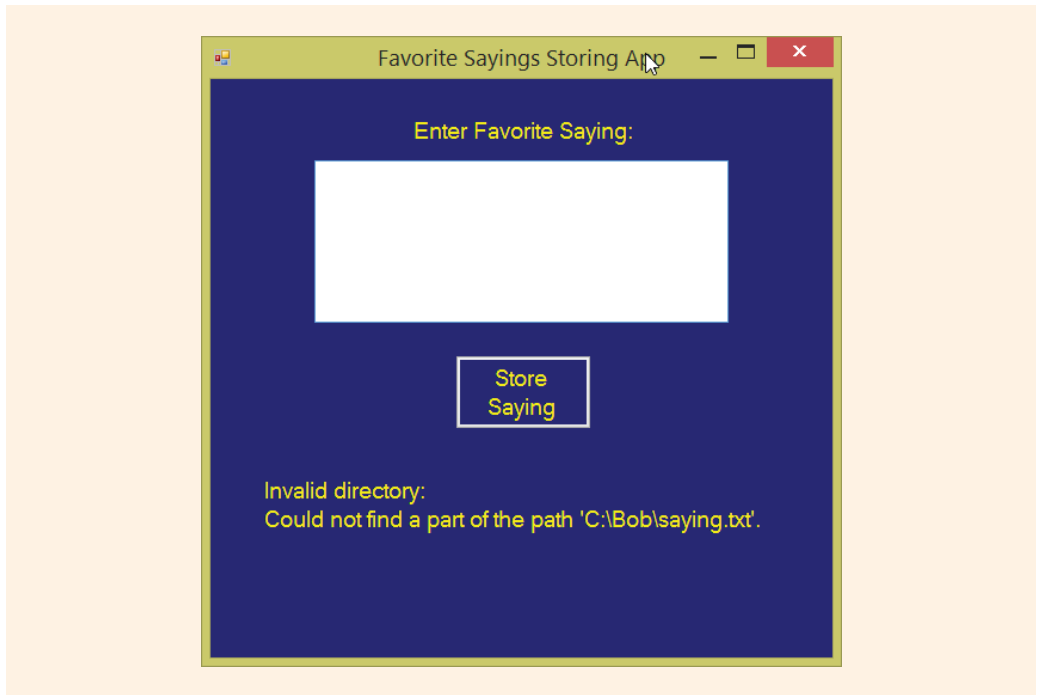 Favorite Sayings Storing App
Enter Favorite Saying:
Store
Saying
Invalid directory:
Could not find a part of the path 'C:\Bob\saying.txt'.